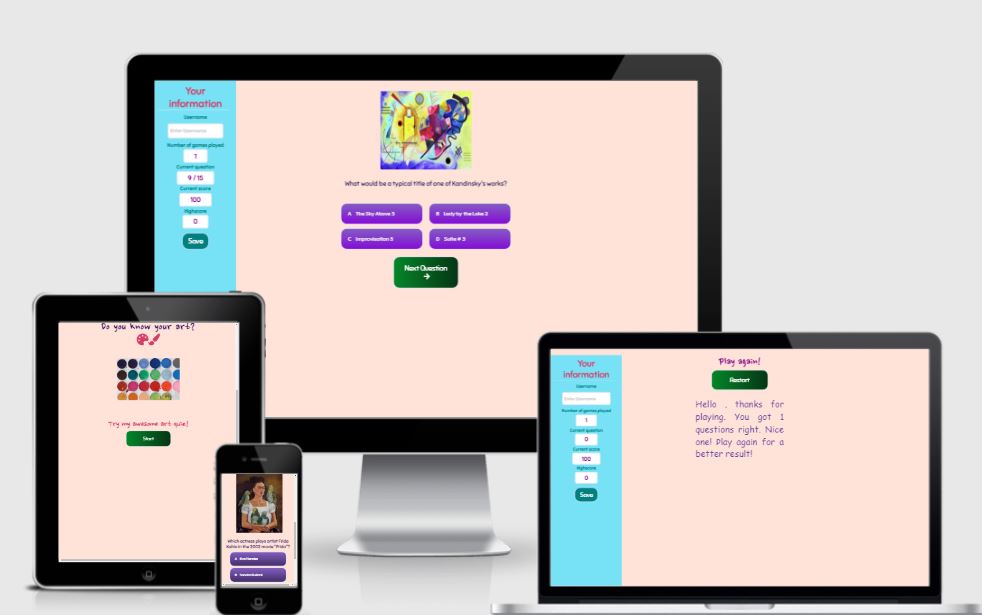 Your
information
Username
Enter Username
Number of games played
1
Current question
9 / 15
Current score
100
Highscore
0
Save
What would be a typical title of one of Kandinsky's works?
A The Sky Above 5
B Lady by the Lake 2
C Improvisation 5
D Suite # 3
Next Question
→
Do you know your art?
Try my awesome art quiz!
Start
Which actress plays artist Frida
Kahlo in the 2002 movie "Frida"?
A
B
Your
information
Username
Enter Username
Number of games played
1
Current question
0
Current score
100
Highscore
0
Save
Play again!
Restart
Hello , thanks for
playing. You got 1
questions right. Nice
one! Play again for a
better result!